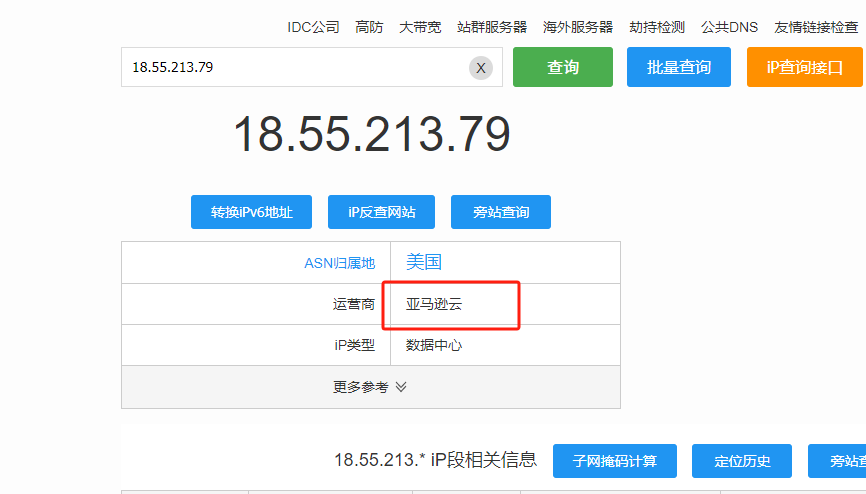 IDC公司 高防 大带宽 站群服务器 海外服务器 劫持检测 公共DNS 友情链接检查
18.55.213.79 X 查询 批量查询 iP查询接口
18.55.213.79
转换iPv6地址 iP反查网站 旁站查询
ASN归属地 美国
运营商 亚马逊云
iP类型 数据中心
更多参考
18.55.213.* iP段相关信息 子网掩码计算 定位历史 旁站查